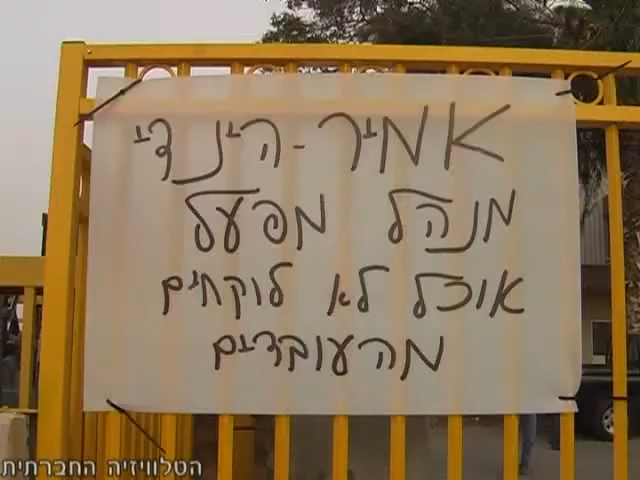 אמיר-הינדי
מנהל מפעל
אוכל לא לוקחים
מהעובדים
הטלוויזיה החברתית